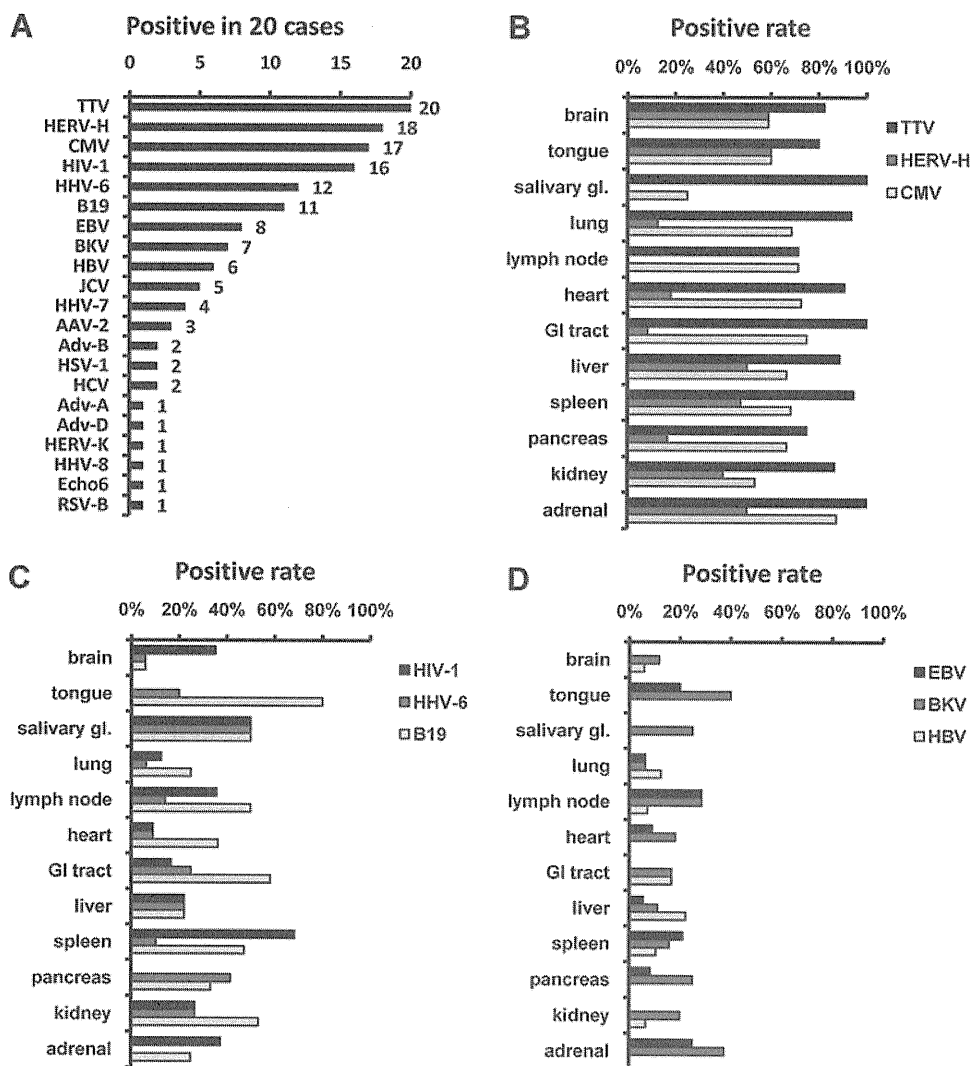 A Positive in 20 cases
0 5 10 15 20
TTV 20
HERV-H 18
CMV 17
HIV-1 16
HHV-6 12
B19 11
EBV 8
BKV 7
HBV 6
JCV 5
HHV-7 4
AAV-2 3
Adv-B 2
HSV-1 2
HCV 2
Adv-A 1
Adv-D 1
HERV-K 1
HHV-8 1
Echo6 1
RSV-B 1
B Positive rate
0% 20% 40% 60% 80% 100%
brain
tongue
salivary gl.
lung
lymph node
heart
GI tract
liver
spleen
pancreas
kidney
adrenal
TTV
HERV-H
CMV
C Positive rate
0% 20% 40% 60% 80% 100%
brain
tongue
salivary gl.
lung
lymph node
heart
GI tract
liver
spleen
pancreas
kidney
adrenal
HIV-1
HHV-6
B19
D Positive rate
0% 20% 40% 60% 80% 100%
brain
tongue
salivary gl.
lung
lymph node
heart
GI tract
liver
spleen
pancreas
kidney
adrenal
EBV
BKV
HBV